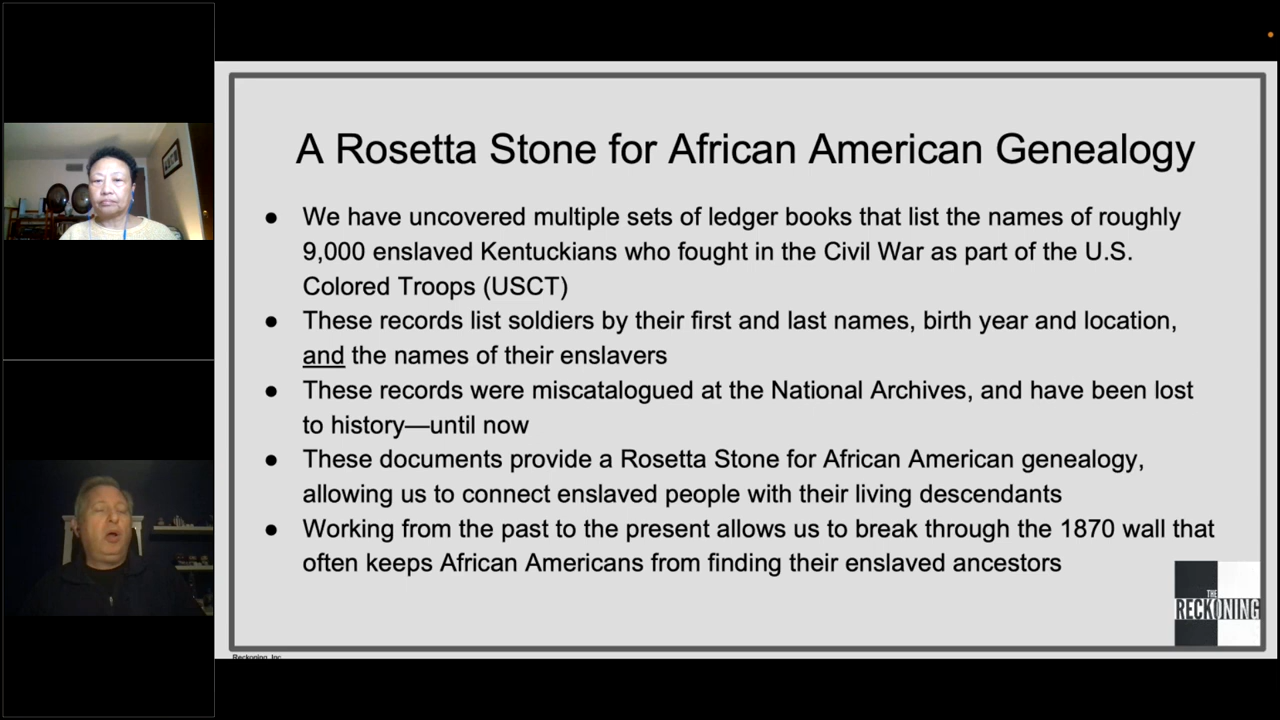 A Rosetta Stone for African American Genealogy
● We have uncovered multiple sets of ledger books that list the names of roughly
9,000 enslaved Kentuckians who fought in the Civil War as part of the U.S.
Colored Troops (USCT)
● These records list soldiers by their first and last names, birth year and location,
and the names of their enslavers
● These records were miscatalogued at the National Archives, and have been lost
to history—until now
● These documents provide a Rosetta Stone for African American genealogy,
allowing us to connect enslaved people with their living descendants
● Working from the past to the present allows us to break through the 1870 wall that
often keeps African Americans from finding their enslaved ancestors
THE
RECKONING
Reckoning, Inc.